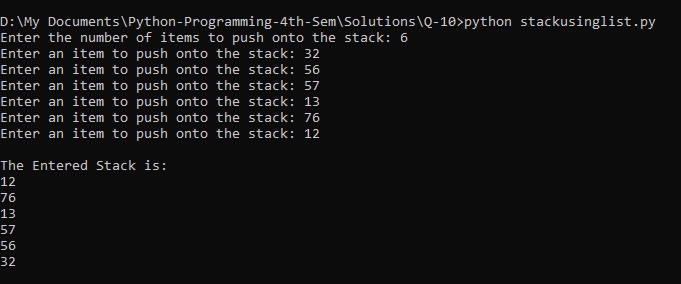 D:\My Documents\Python-Programming-4th-Sem\Solutions\Q-10>python stackusinglist.py
Enter the number of items to push onto the stack: 6
Enter an item to push onto the stack: 32
Enter an item to push onto the stack: 56
Enter an item to push onto the stack: 57
Enter an item to push onto the stack: 13
Enter an item to push onto the stack: 76
Enter an item to push onto the stack: 12
The Entered Stack is:
12
76
13
57
56
32